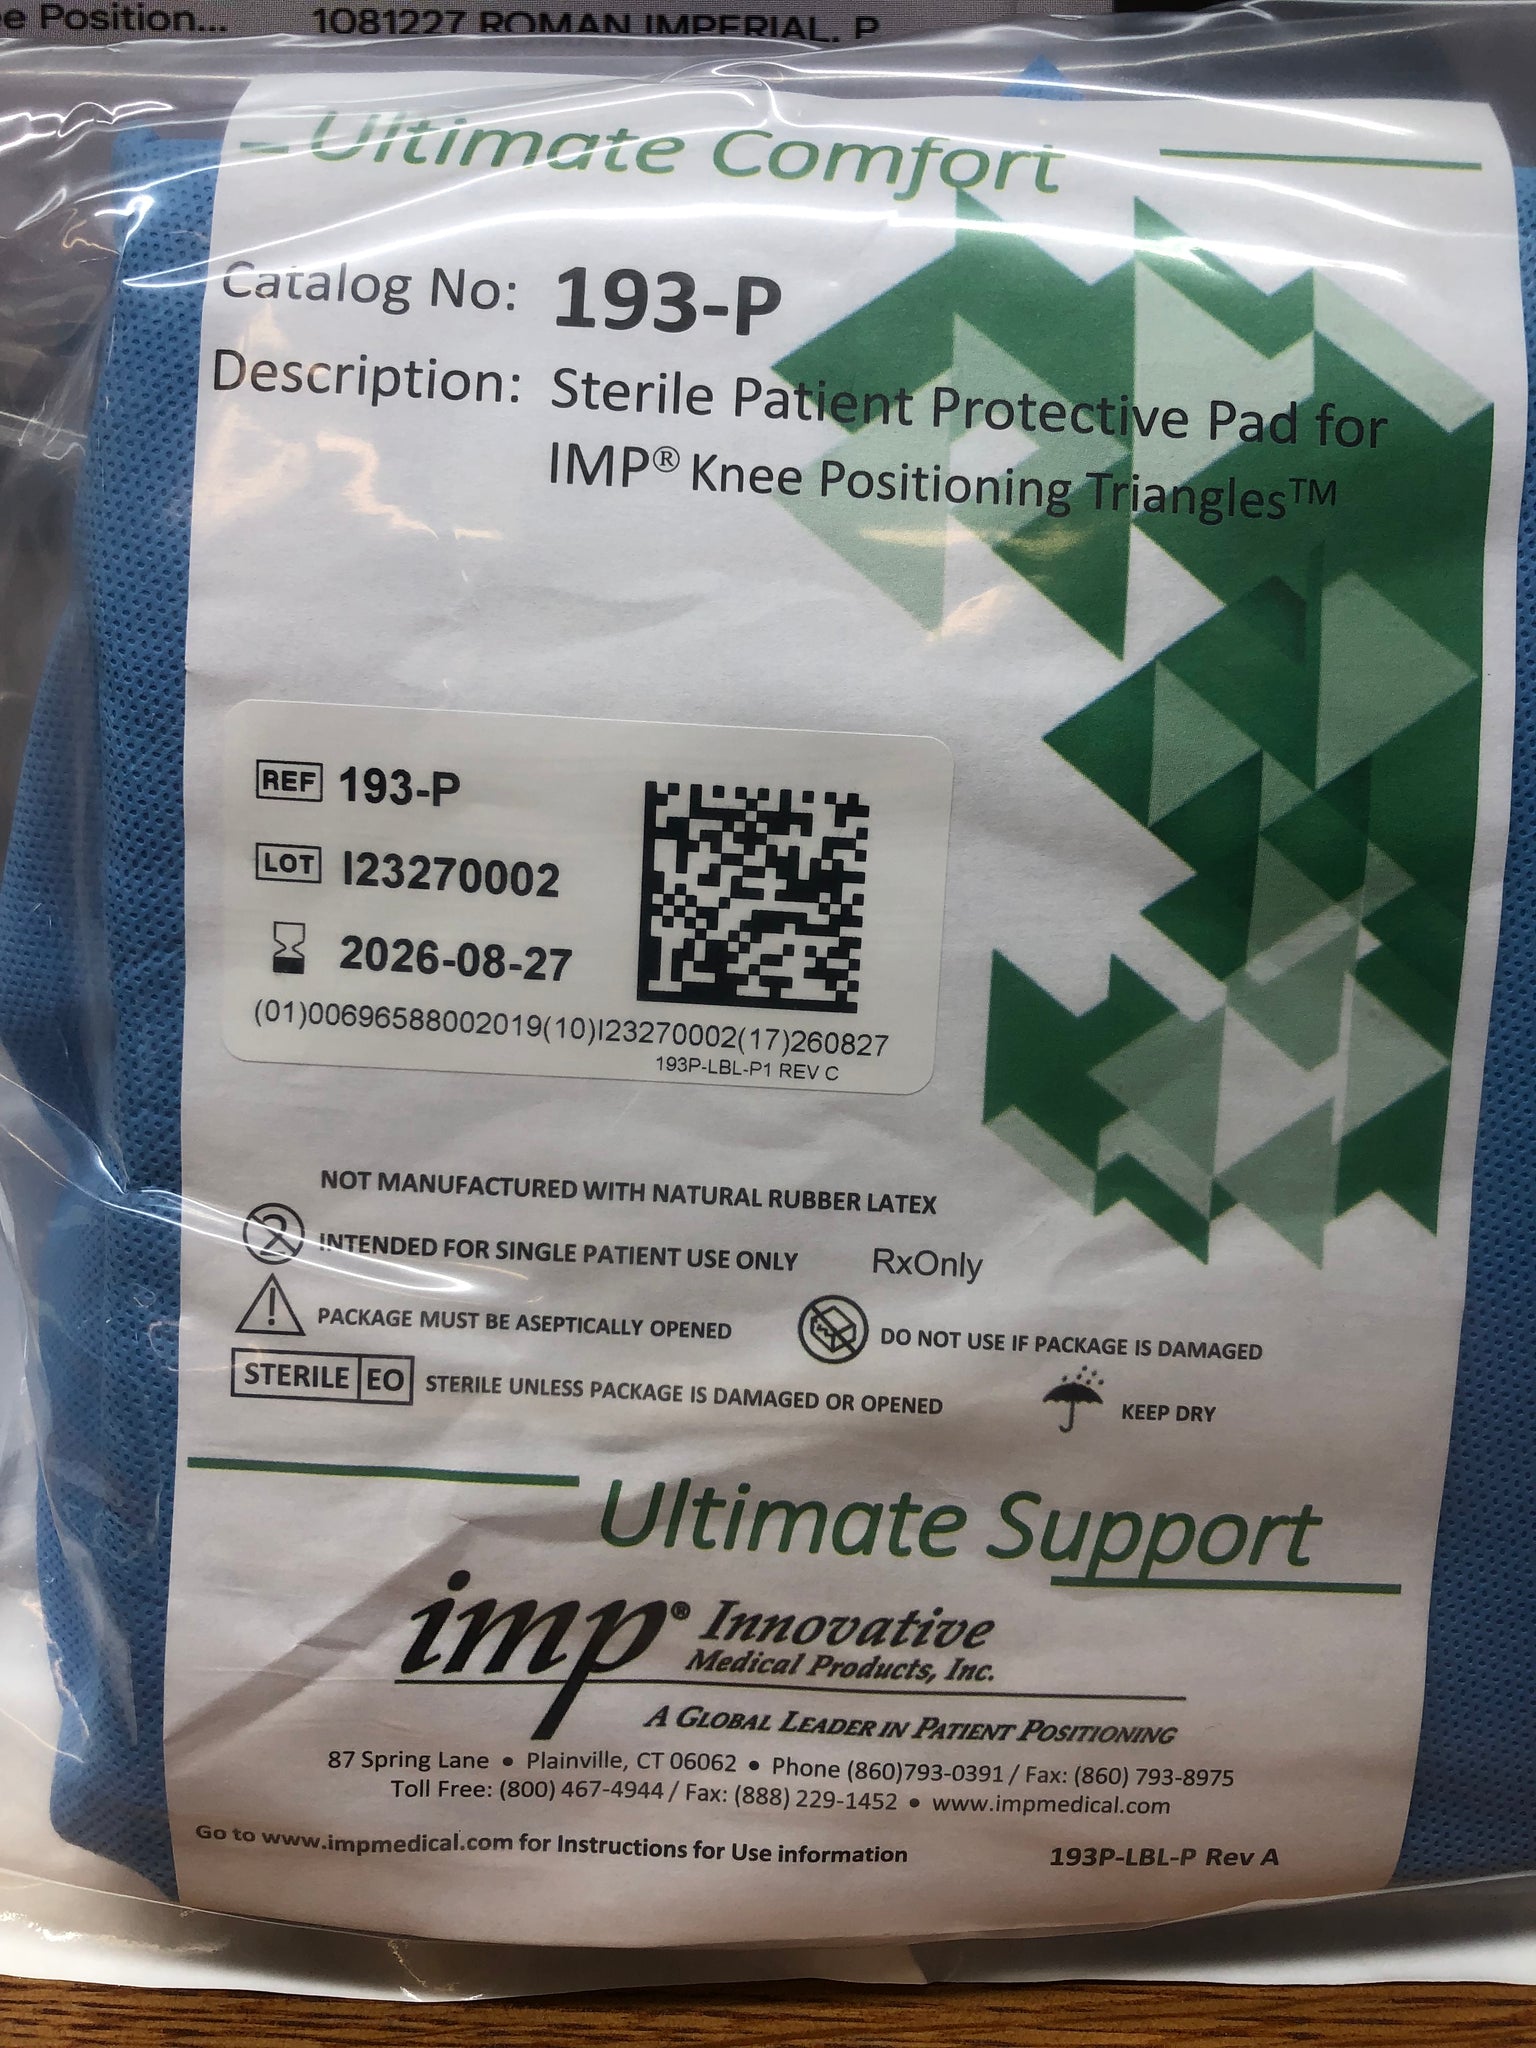 e Position... 1081227 ROMAN IMPERIAL, P
Ultimate Comfort
Catalog No: 193-P
Description: Sterile Patient Protective Pad for
IMP® Knee Positioning Triangles™
REF 193-P
LOT I23270002
2026-08-27
(01)00696588002019(10)I23270002(17)260827
193P-LBL-P1 REV C
NOT MANUFACTURED WITH NATURAL RUBBER LATEX
2 INTENDED FOR SINGLE PATIENT USE ONLY RxOnly
PACKAGE MUST BE ASEPTICALLY OPENED DO NOT USE IF PACKAGE IS DAMAGED
STERILE EO STERILE UNLESS PACKAGE IS DAMAGED OR OPENED KEEP DRY
Ultimate Support
imp® Innovative
Medical Products, Inc.
A GLOBAL LEADER IN PATIENT POSITIONING
87 Spring Lane • Plainville, CT 06062 • Phone (860)793-0391 / Fax: (860) 793-8975
Toll Free: (800) 467-4944 / Fax: (888) 229-1452 • www.impmedical.com
Go to www.impmedical.com for Instructions for Use information 193P-LBL-P Rev A